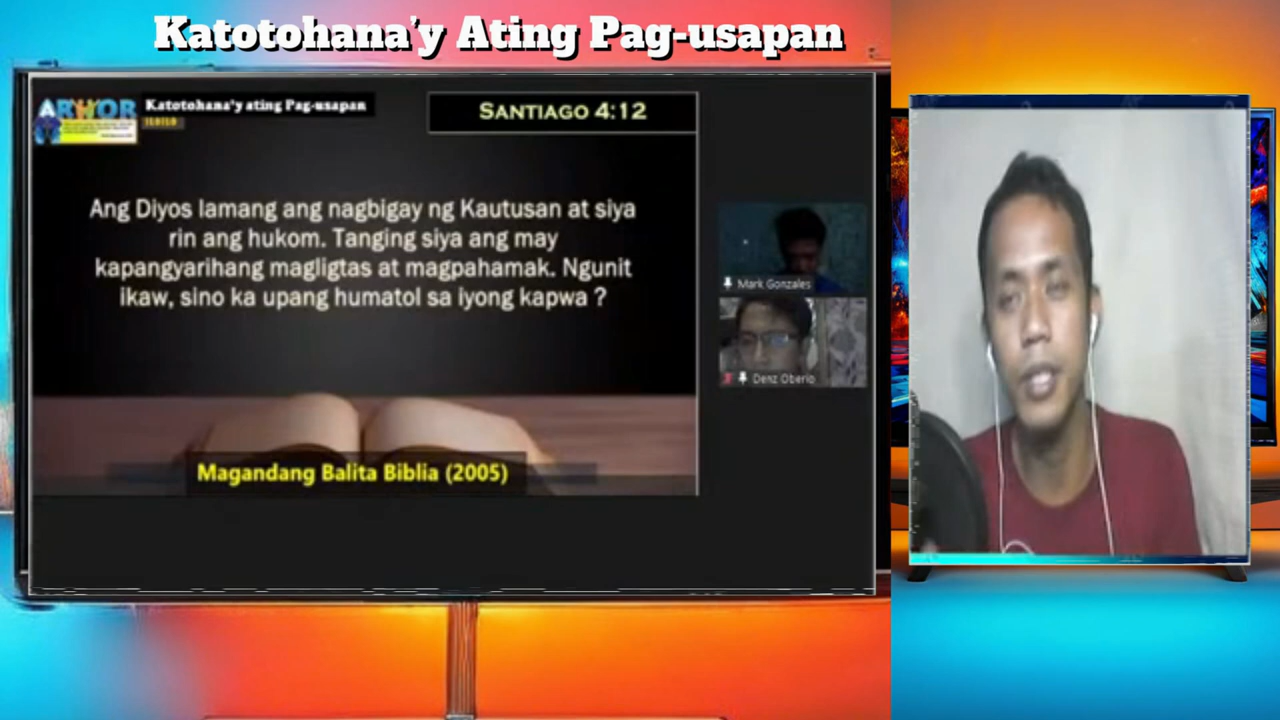 Katotohana'y Ating Pag-usapan
ARWOR
Katotohana'y ating Pag-usapan
SANTIAGO 4:12
Ang Diyos lamang ang nagbigay ng Kautusan at siya
rin ang hukom. Tanging siya ang may
kapangyarihang magligtas at magpahamak. Ngunit
ikaw, sino ka upang humatol sa iyong kapwa ?
Mark Gonzales
Denz Oberio
Magandang Balita Biblia (2005)